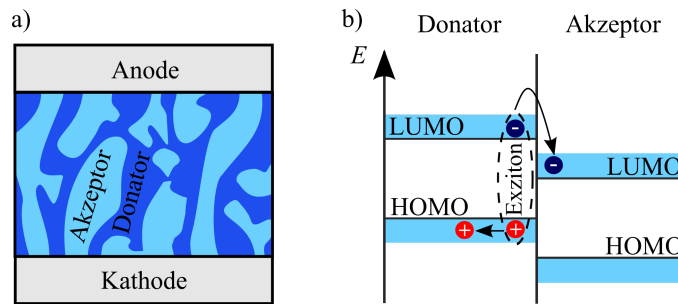 a)
Anode
Akzeptor
Donator
Kathode
b)
Donator
Akzeptor
E
LUMO
-
-
Exziton
LUMO
HOMO
+
+
HOMO